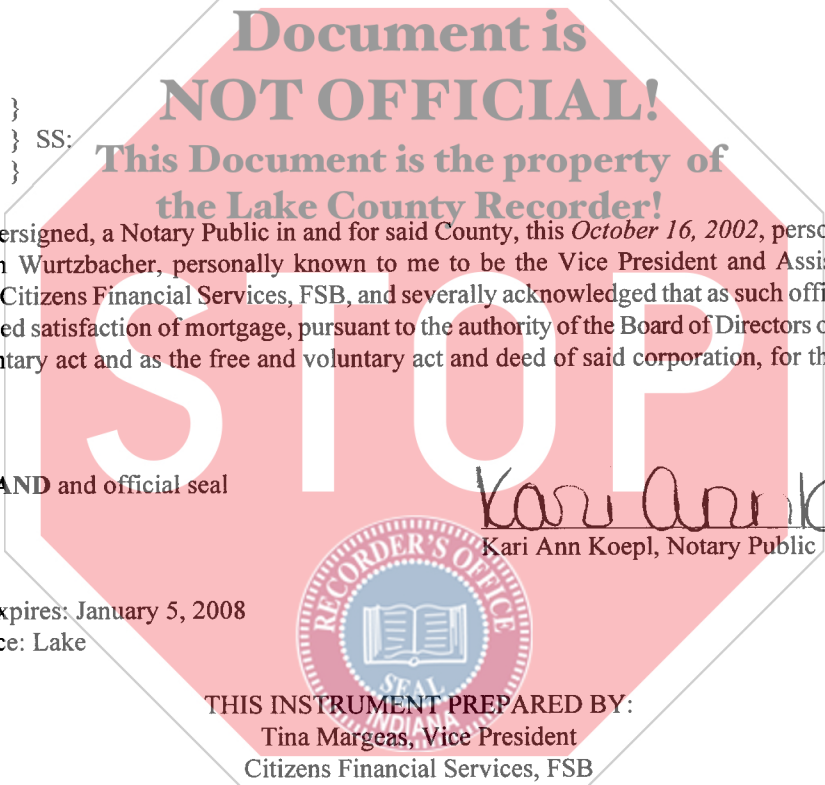 Document is
NOT OFFICIAL!
}
} SS:
}
This Document is the property of
the Lake County Recorder!
ersigned, a Notary Public in and for said County, this October 16, 2002, perso
n Wurtzbacher, personally known to me to be the Vice President and Assis
Citizens Financial Services, FSB, and severally acknowledged that as such offi
ed satisfaction of mortgage, pursuant to the authority of the Board of Directors o
ntary act and as the free and voluntary act and deed of said corporation, for th
STOP
AND and official seal
Kari Ann K
Kari Ann Koepl, Notary Public
RECORDER'S OFFICE
SEAL
INDIANA
xpires: January 5, 2008
ce: Lake
THIS INSTRUMENT PREPARED BY:
Tina Margeas, Vice President
Citizens Financial Services, FSB